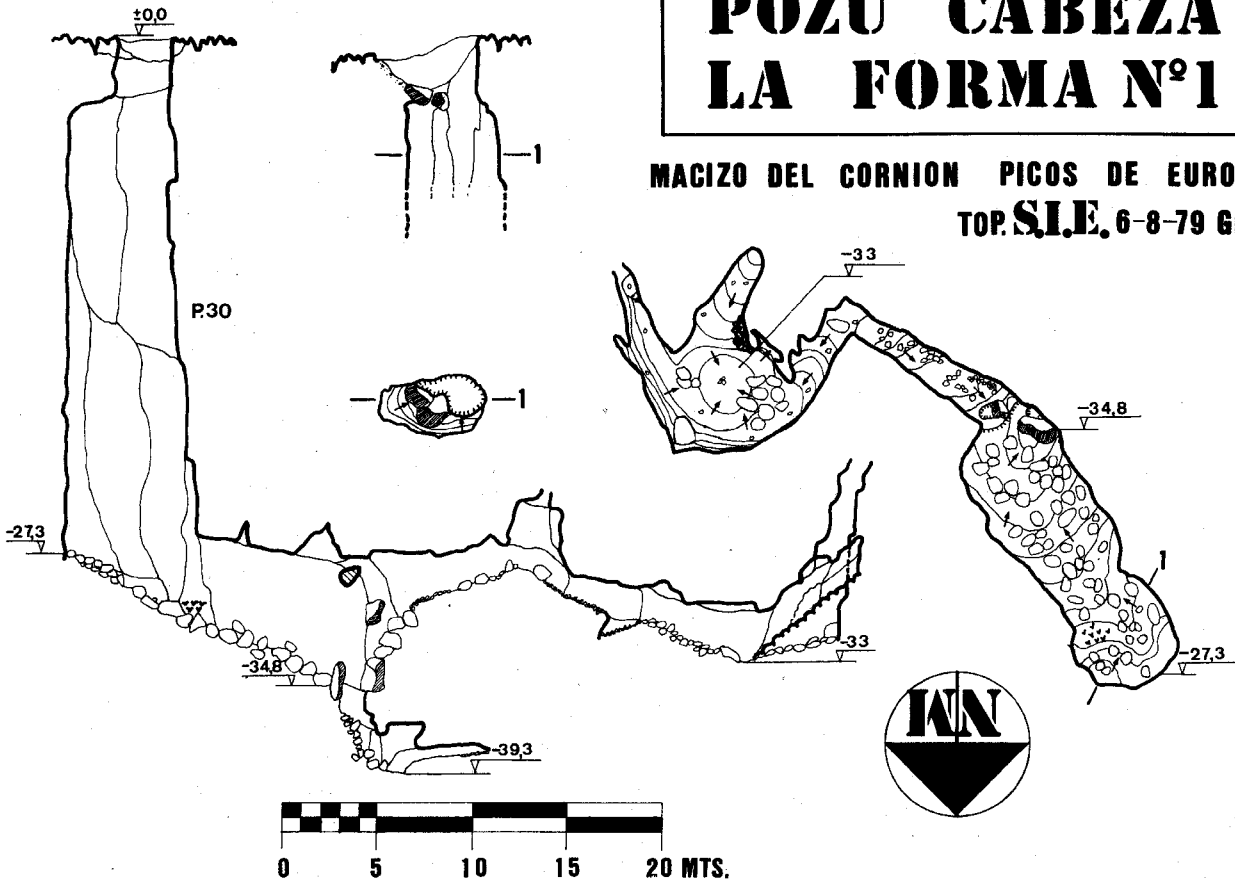 POZU CABEZA
LA FORMA Nº1
MACIZO DEL CORNION PICOS DE EURO
TOP. S.I.E. 6-8-79 G
±0,0
1
P.30
1
-33
-34,8
1
-27,3
-27,3
-34,8
-33
-39,3
NM
0 5 10 15 20 MTS.